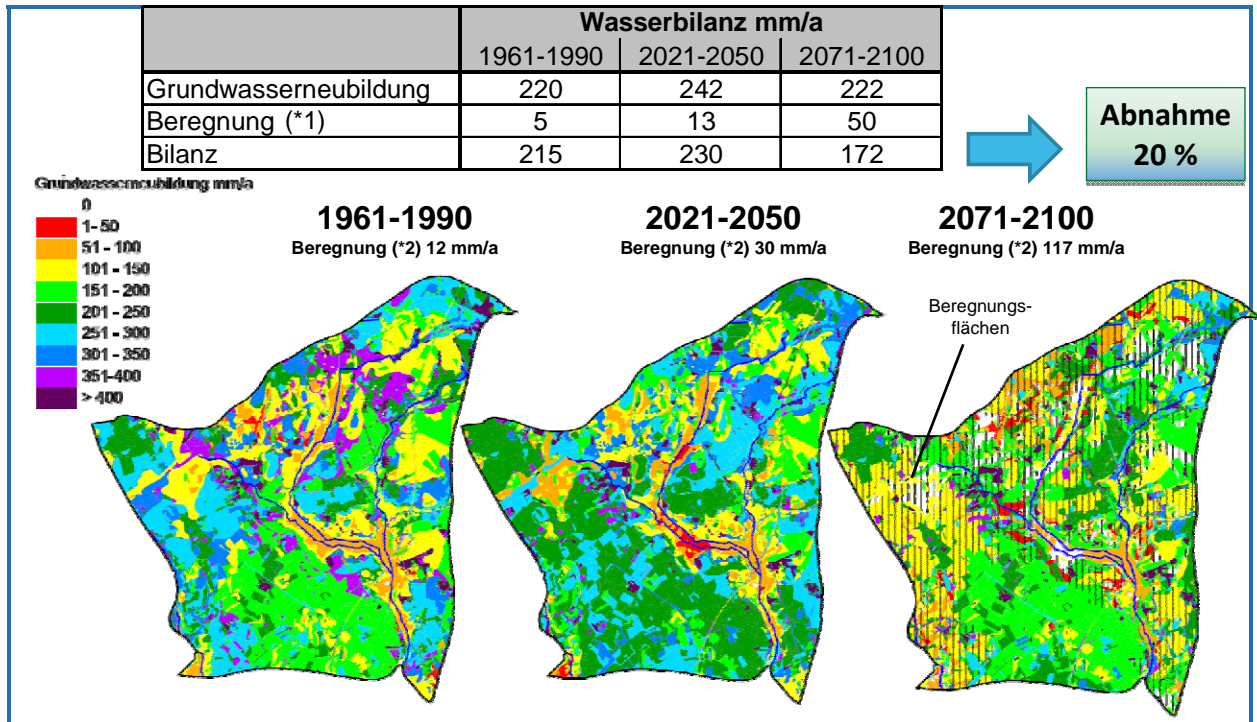 Wasserbilanz mm/a
1961-1990 2021-2050 2071-2100
Grundwasserneubildung 220 242 222
Beregnung (*1) 5 13 50
Bilanz 215 230 172
Abnahme
20 %
Grundwasserneubildung mm/a
0
1- 50
51 - 100
101 - 150
151 - 200
201 - 250
251 - 300
301 - 350
351-400
> 400
1961-1990
Beregnung (*2) 12 mm/a
2021-2050
Beregnung (*2) 30 mm/a
2071-2100
Beregnung (*2) 117 mm/a
Beregnungs-
flächen